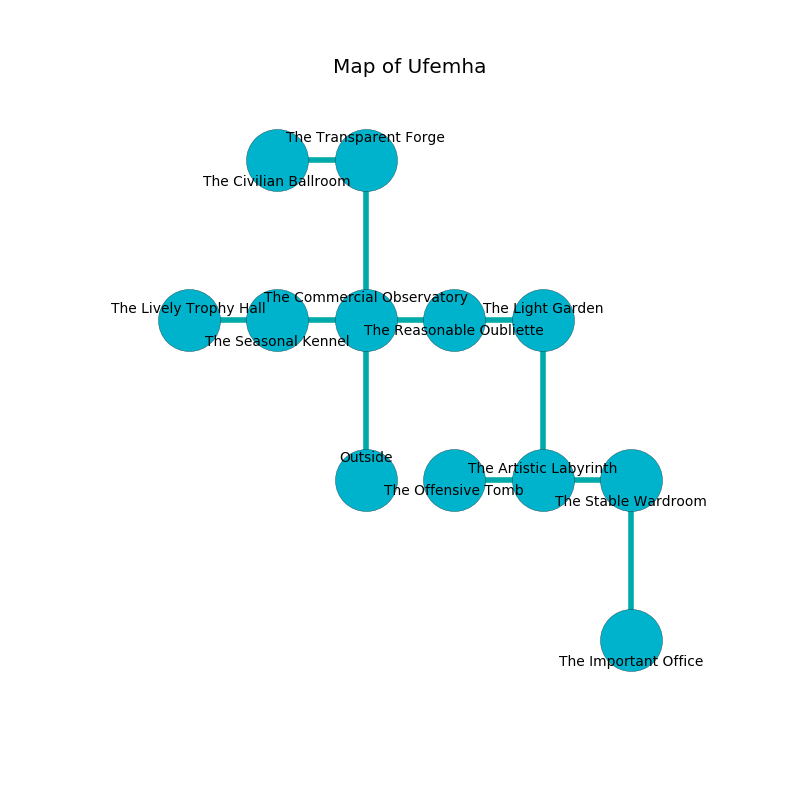 Map of Ufemha
The Transparent Forge
The Civilian Ballroom
The Commercial Observatory
The Lively Trophy Hall
The Light Garden
The Reasonable Oubliette
The Seasonal Kennel
Outside
The Artistic Labyrinth
The Offensive Tomb
The Stable Wardroom
The Important Office